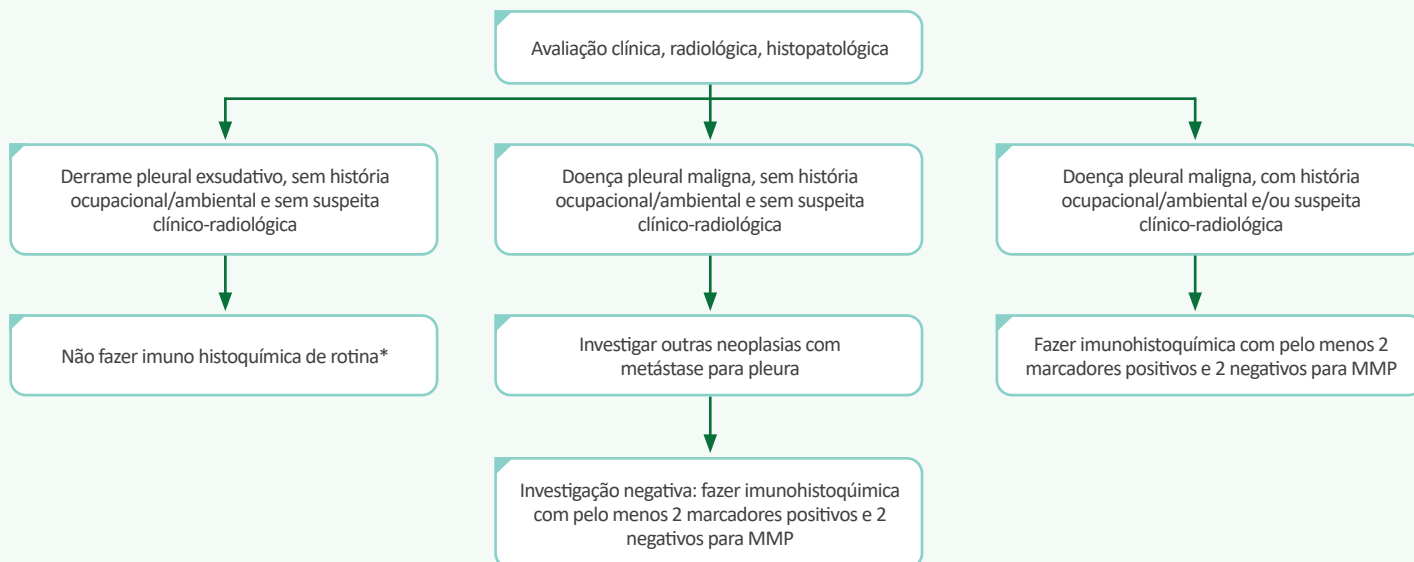 Avaliação clínica, radiológica, histopatológica
Derrame pleural exsudativo, sem história
ocupacional/ambiental e sem suspeita
clínico-radiológica
Doença pleural maligna, sem história
ocupacional/ambiental e sem suspeita
clínico-radiológica
Doença pleural maligna, com história
ocupacional/ambiental e/ou suspeita
clínico-radiológica
Não fazer imuno histoquímica de rotina*
Investigar outras neoplasias com
metástase para pleura
Fazer imunohistoquímica com pelo menos 2
marcadores positivos e 2 negativos para MMP
Investigação negativa: fazer imunohistoqúimica
com pelo menos 2 marcadores positivos e 2
negativos para MMP